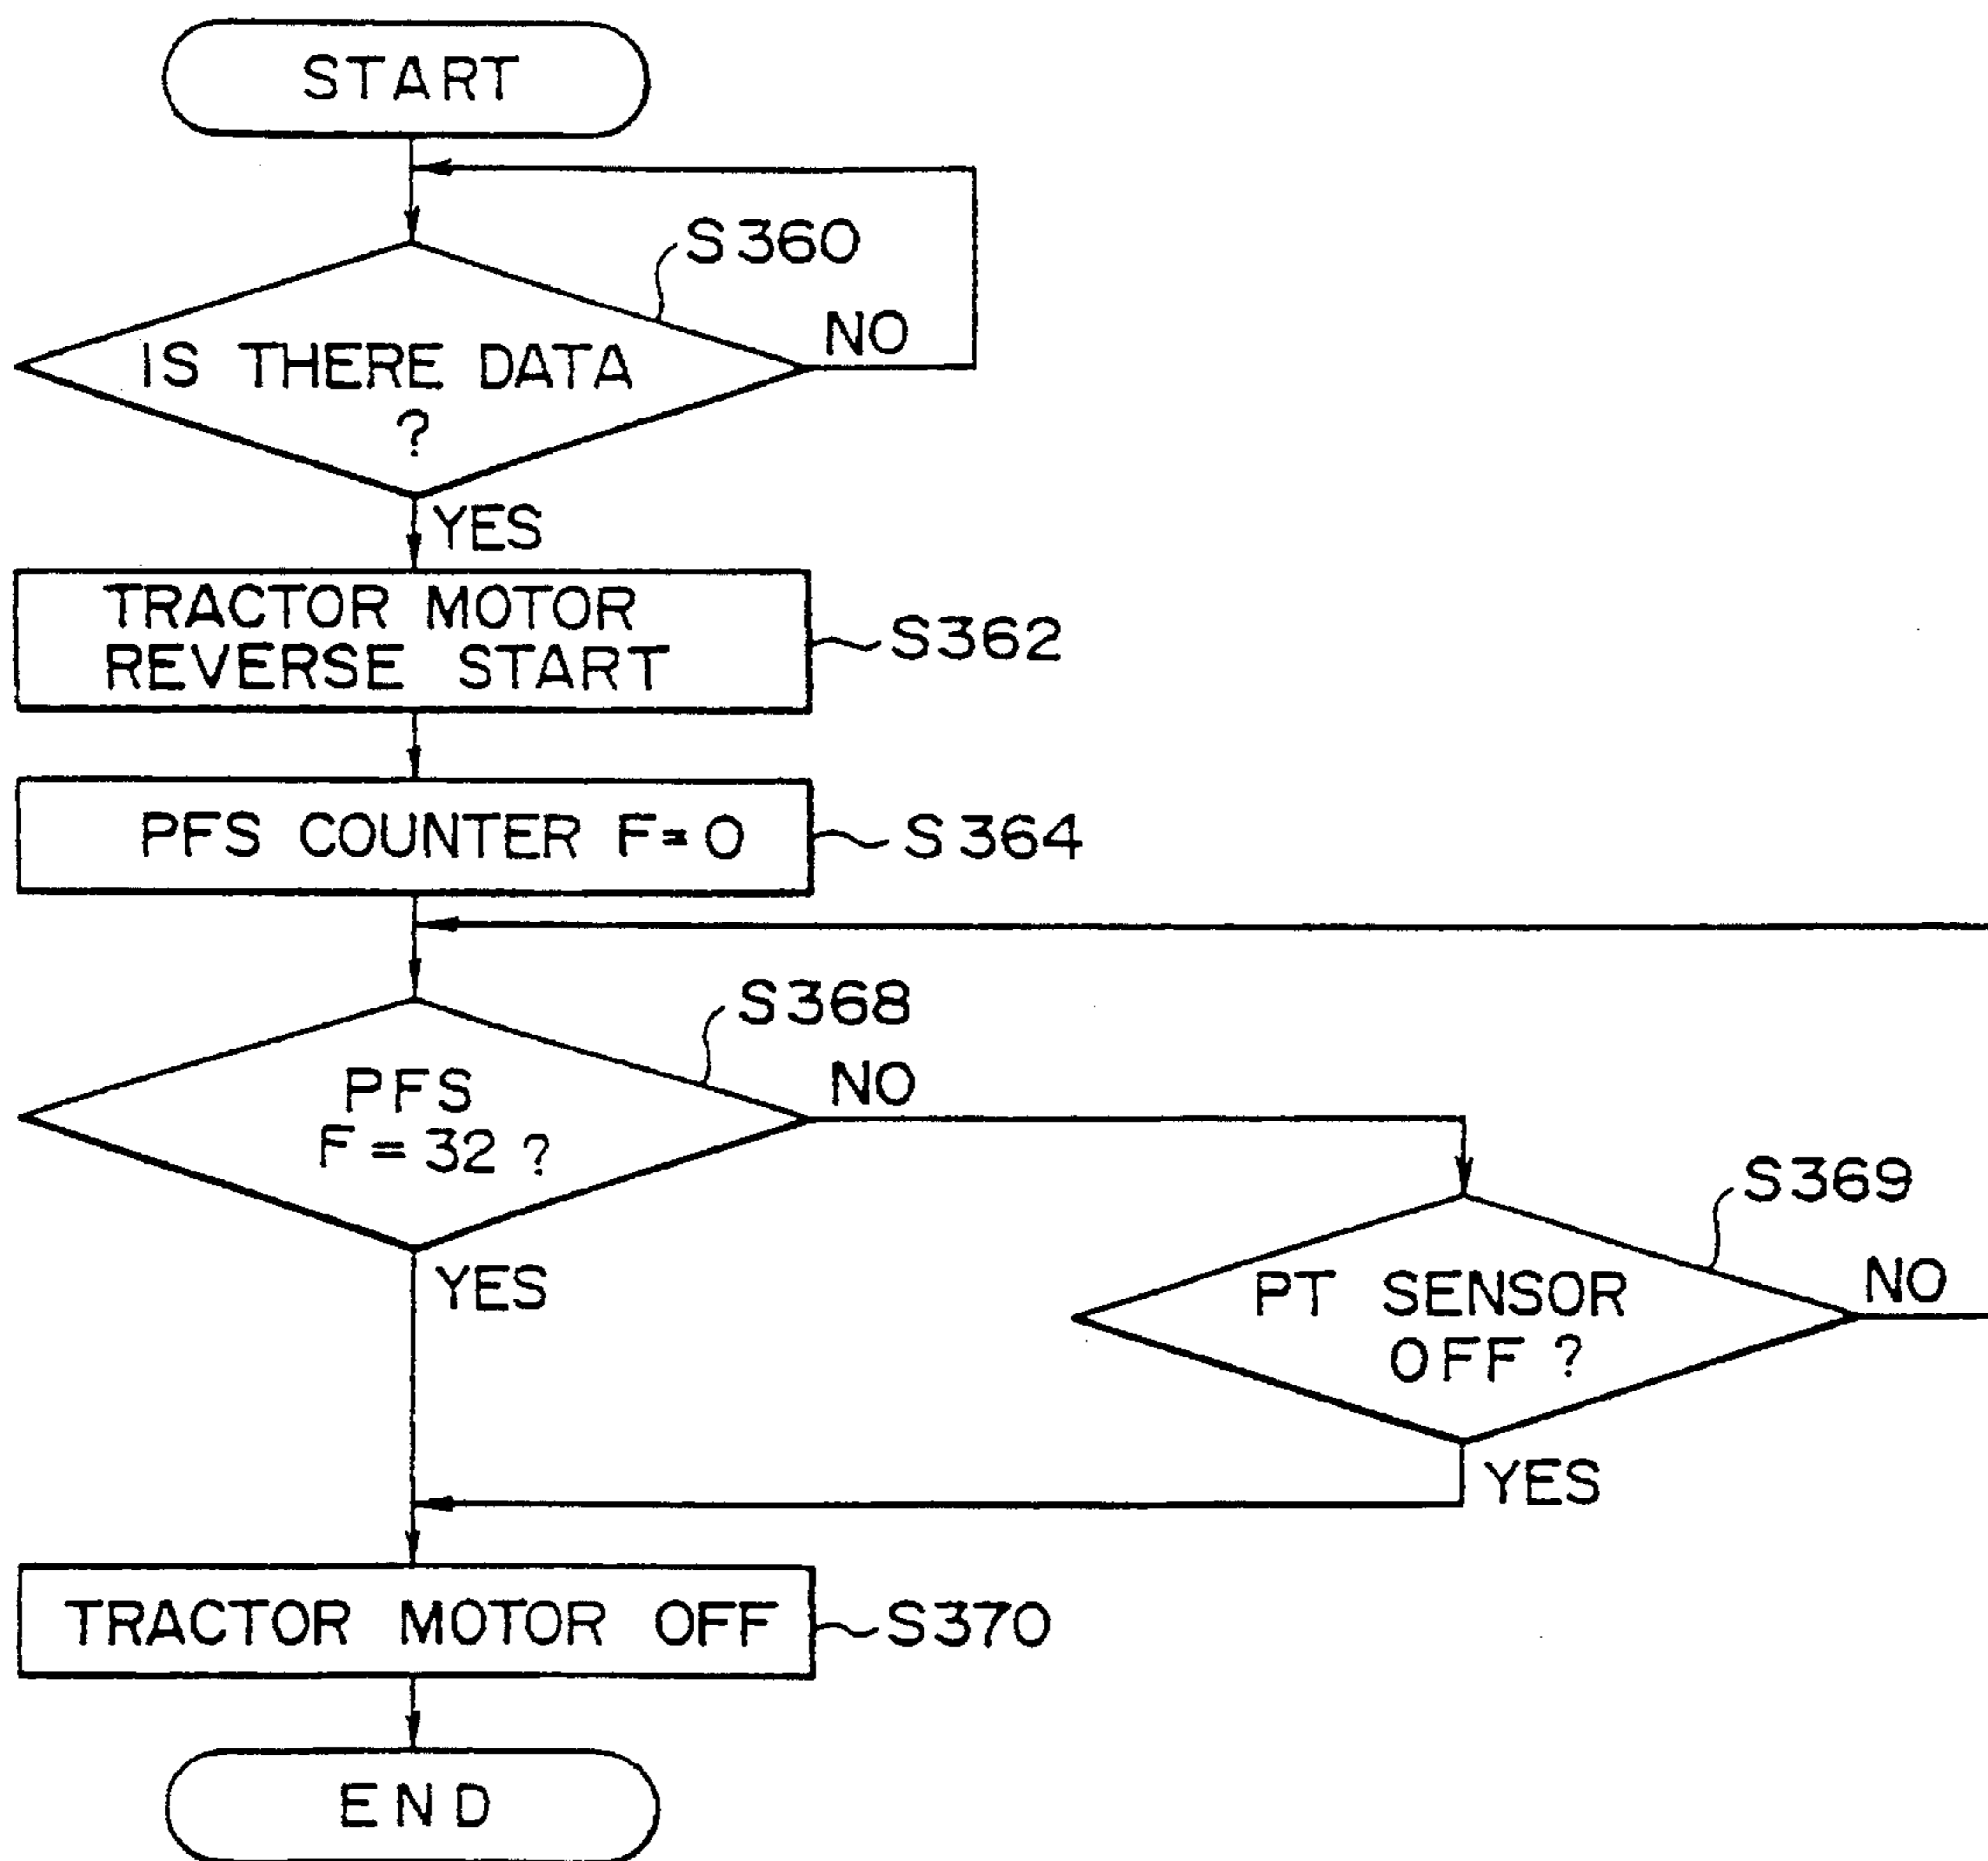 START
S360
NO
IS THERE DATA
?
YES
TRACTOR MOTOR
REVERSE START
S362
PFS COUNTER F=0
S364
S368
NO
PFS
F=32 ?
YES
S369
NO
PT SENSOR
OFF ?
YES
TRACTOR MOTOR OFF
S370
END